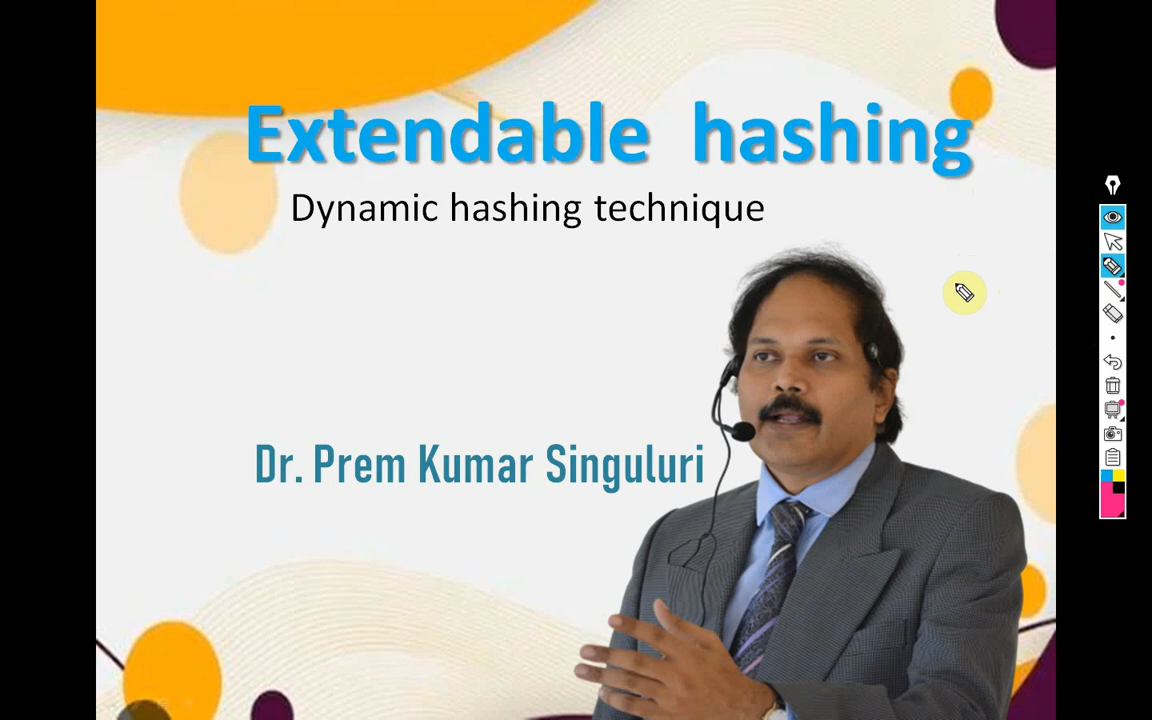 Extendable hashing
Dynamic hashing technique
Dr. Prem Kumar Singuluri